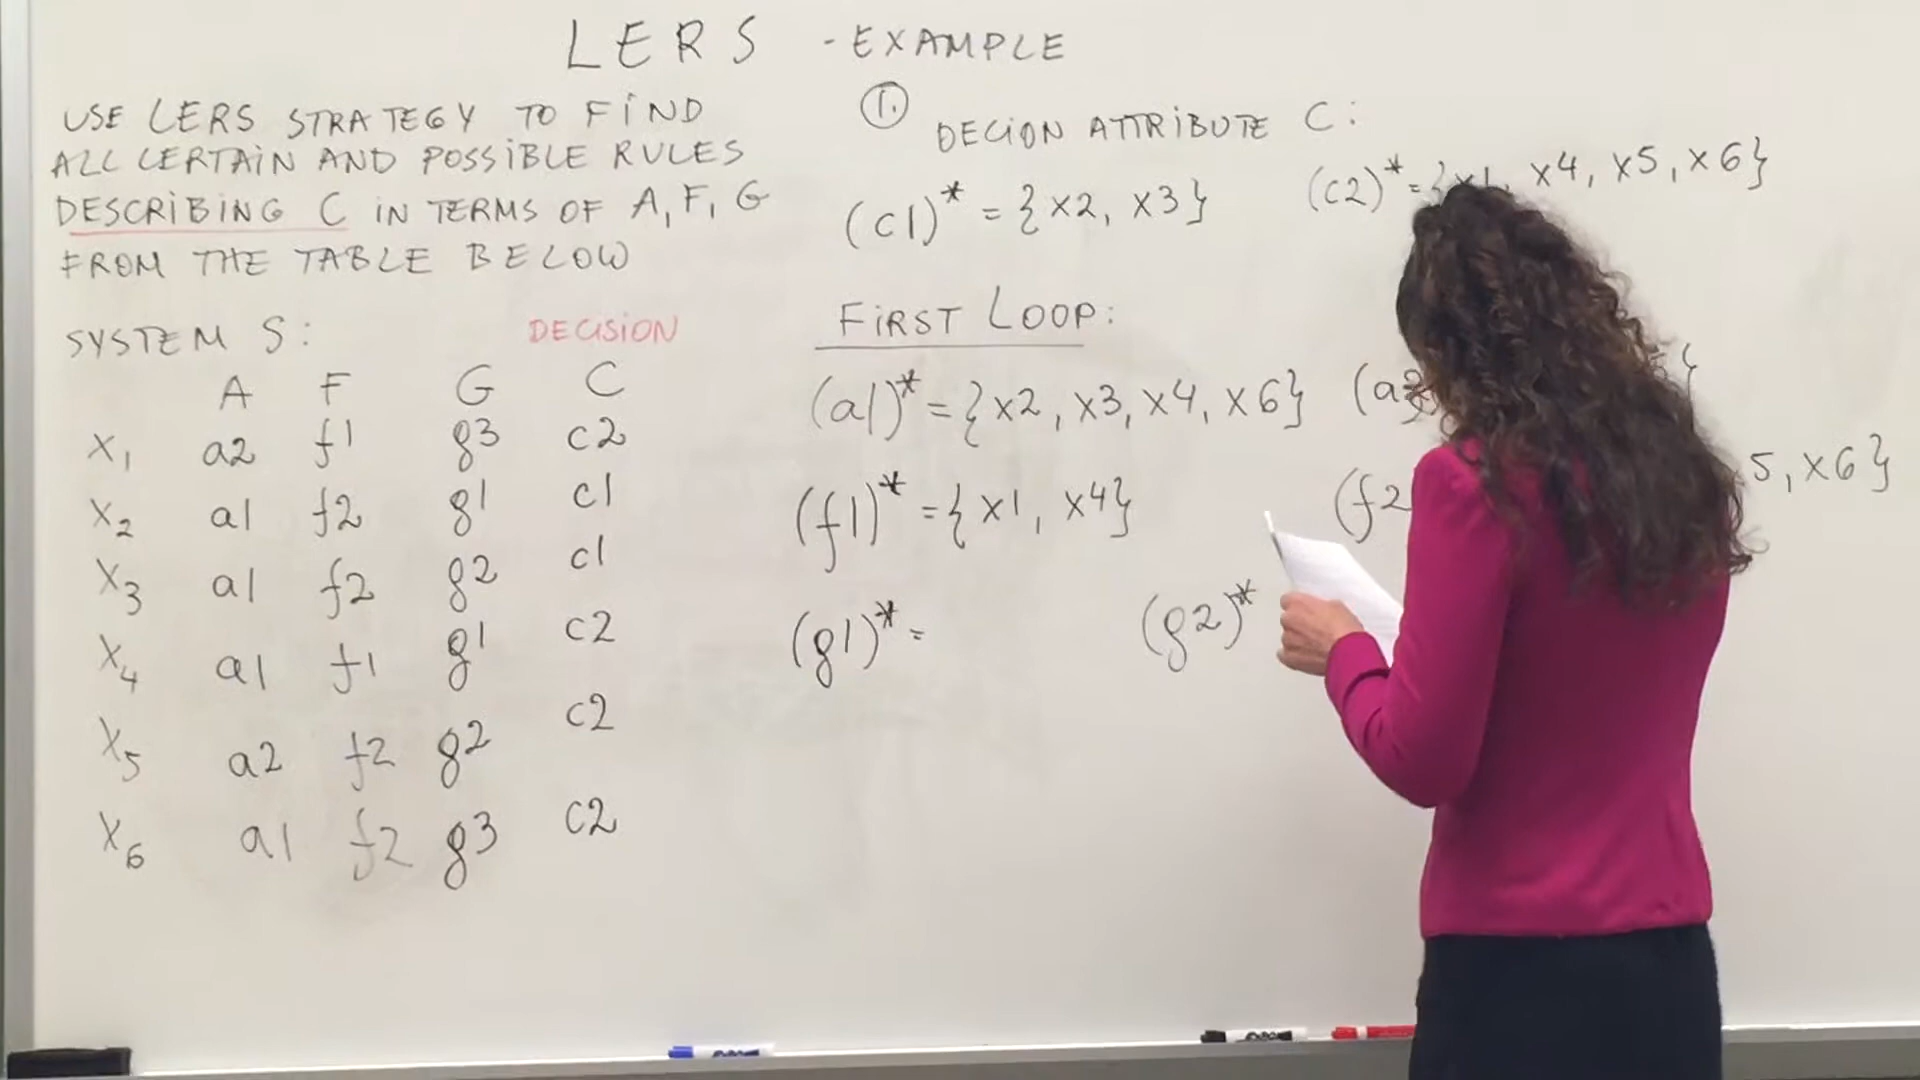 LERS - EXAMPLE
USE LERS STRATEGY TO FIND
ALL CERTAIN AND POSSIBLE RULES
DESCRIBING C IN TERMS OF A, F, G
FROM THE TABLE BELOW
SYSTEM S: DECISION
A F G C
x1 a2 f1 g3 c2
x2 a1 f2 g1 c1
x3 a1 f2 g2 c1
x4 a1 f1 g1 c2
x5 a2 f2 g2 c2
x6 a1 f2 g3 c2
1. DECION ATTRIBUTE C:
(c1)* = {x2, x3} (c2)* = {x1, x4, x5, x6}
FIRST LOOP:
(a1)* = {x2, x3, x4, x6} (a }
(f1)* = {x1, x4} (f2 5, x6}
(g1)* = (g2)*